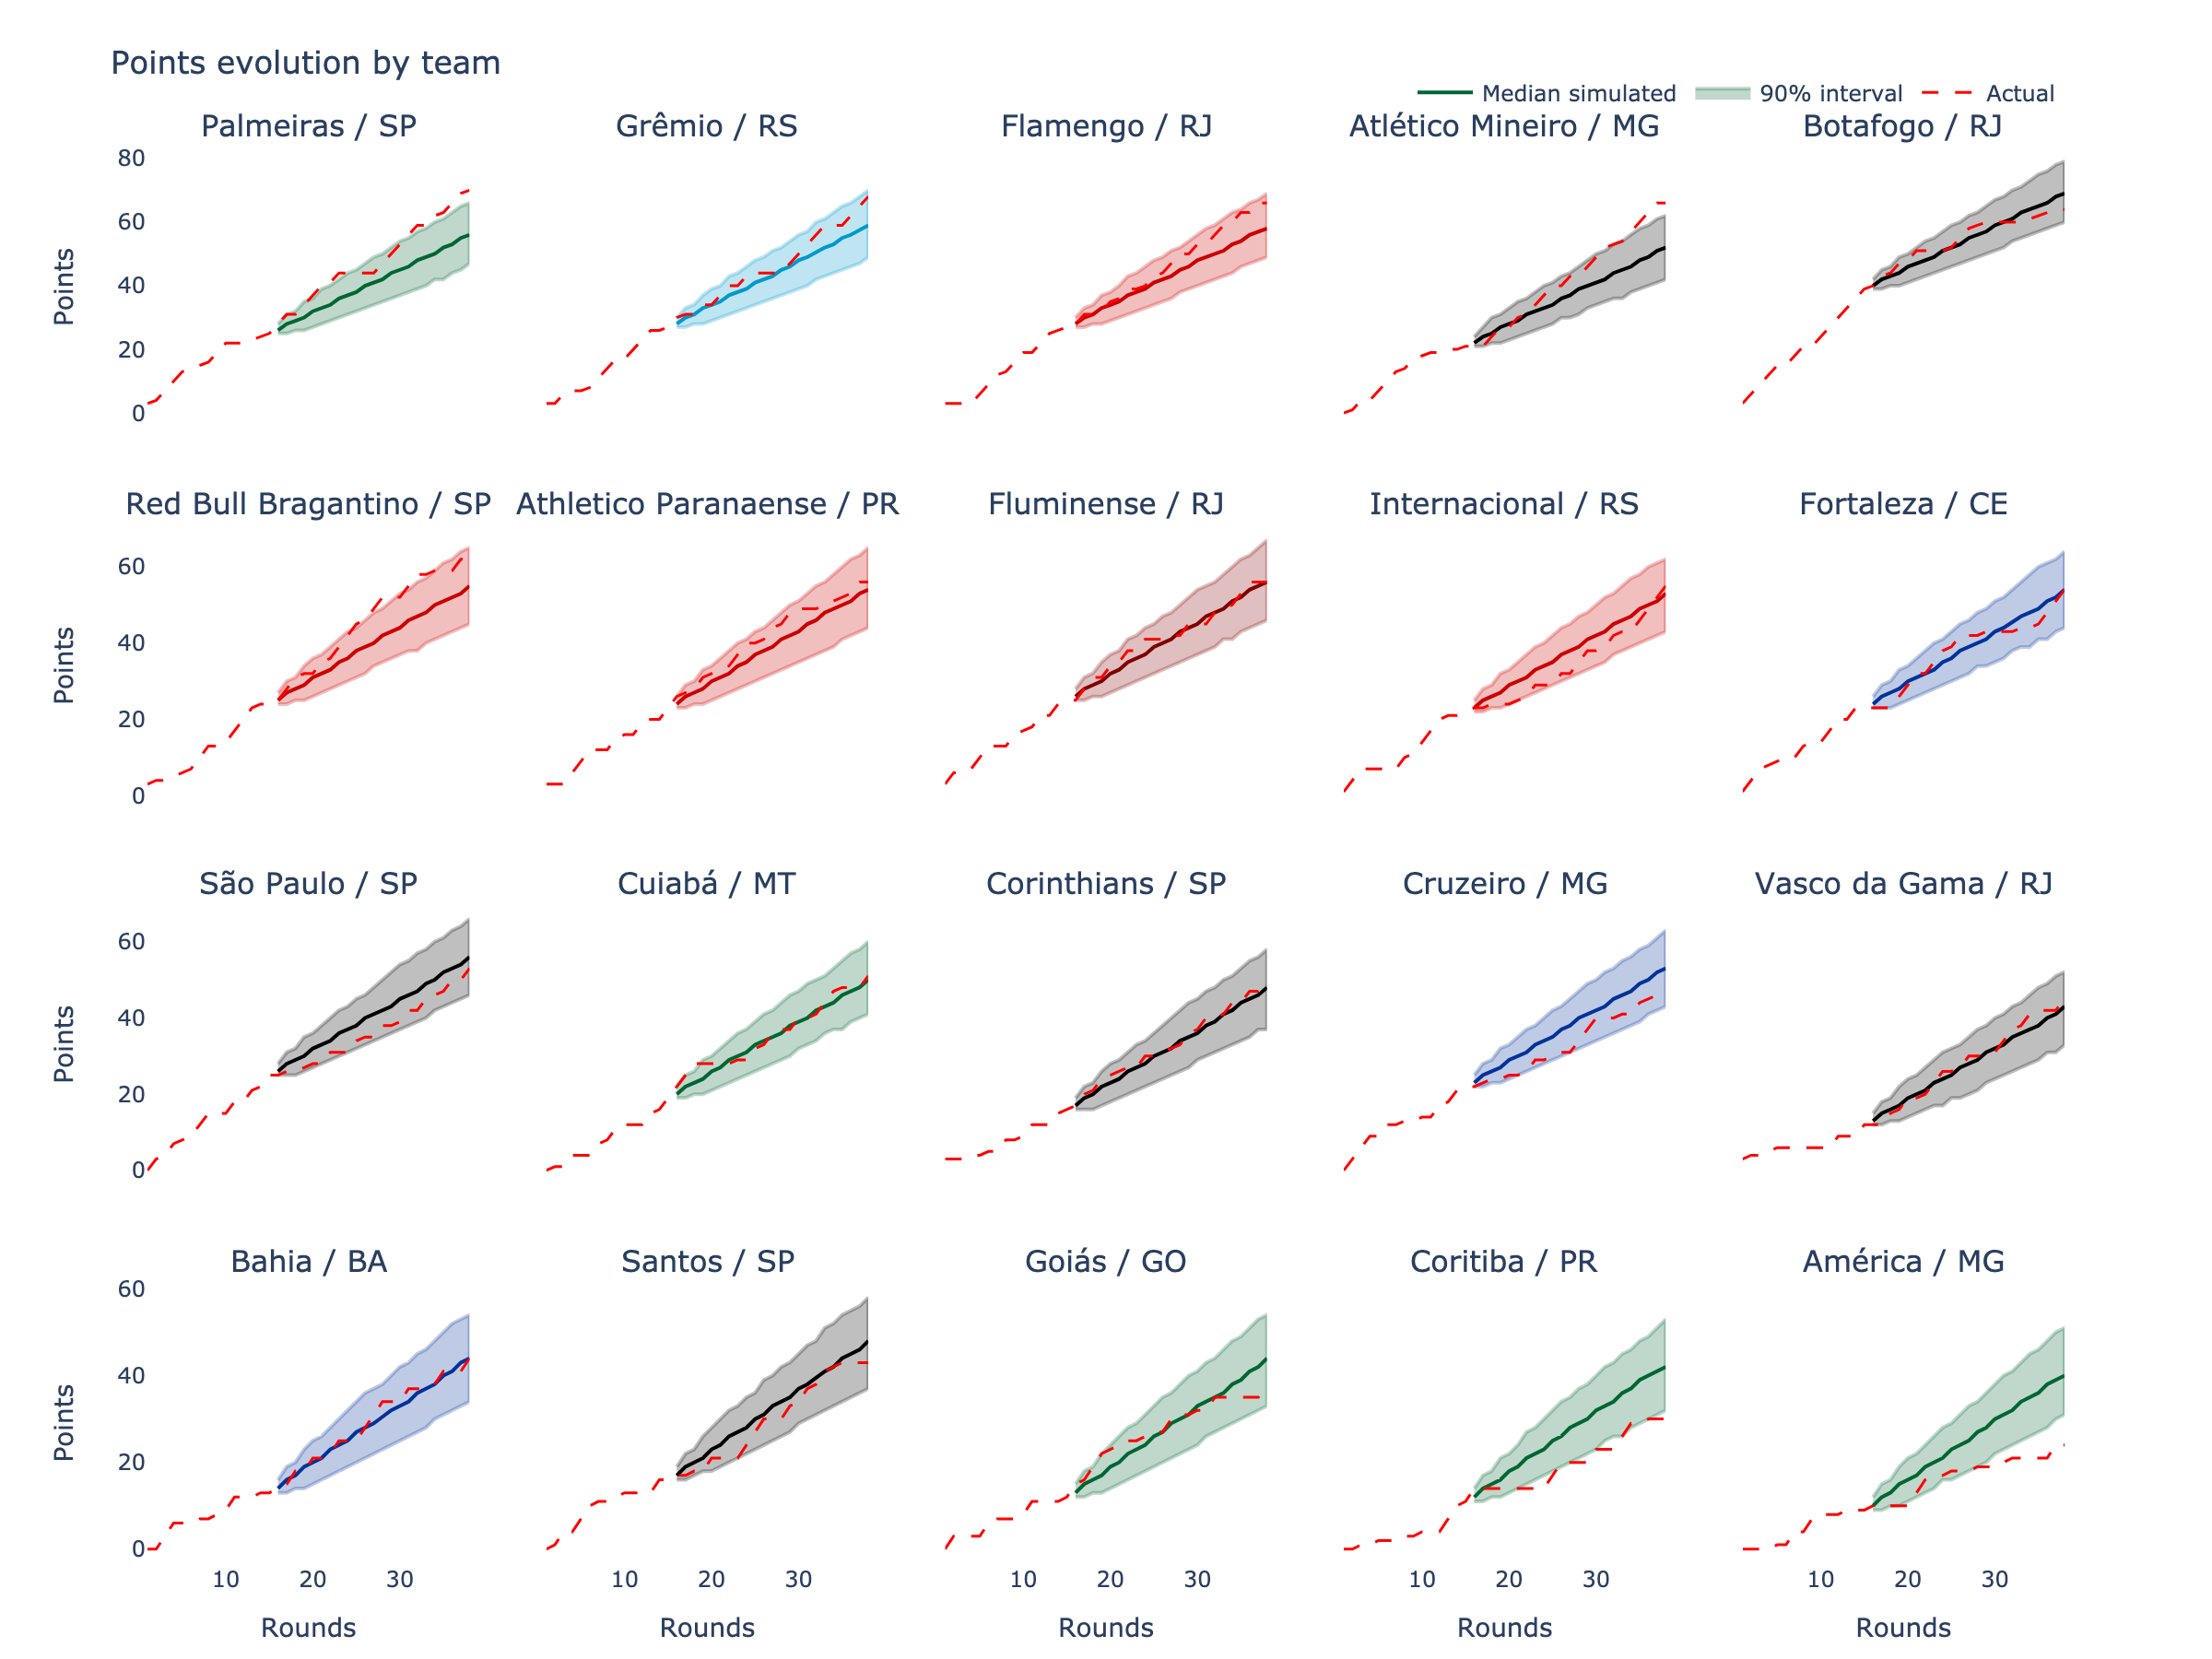 Points evolution by team
Median simulated 90% interval Actual
Palmeiras / SP Grêmio / RS Flamengo / RJ Atlético Mineiro / MG Botafogo / RJ
80
60
40
20
0
Points
Red Bull Bragantino / SP Athletico Paranaense / PR Fluminense / RJ Internacional / RS Fortaleza / CE
60
40
20
0
Points
São Paulo / SP Cuiabá / MT Corinthians / SP Cruzeiro / MG Vasco da Gama / RJ
60
40
20
0
Points
Bahia / BA Santos / SP Goiás / GO Coritiba / PR América / MG
60
40
20
0
Points
10 20 30 10 20 30 10 20 30 10 20 30 10 20 30
Rounds Rounds Rounds Rounds Rounds